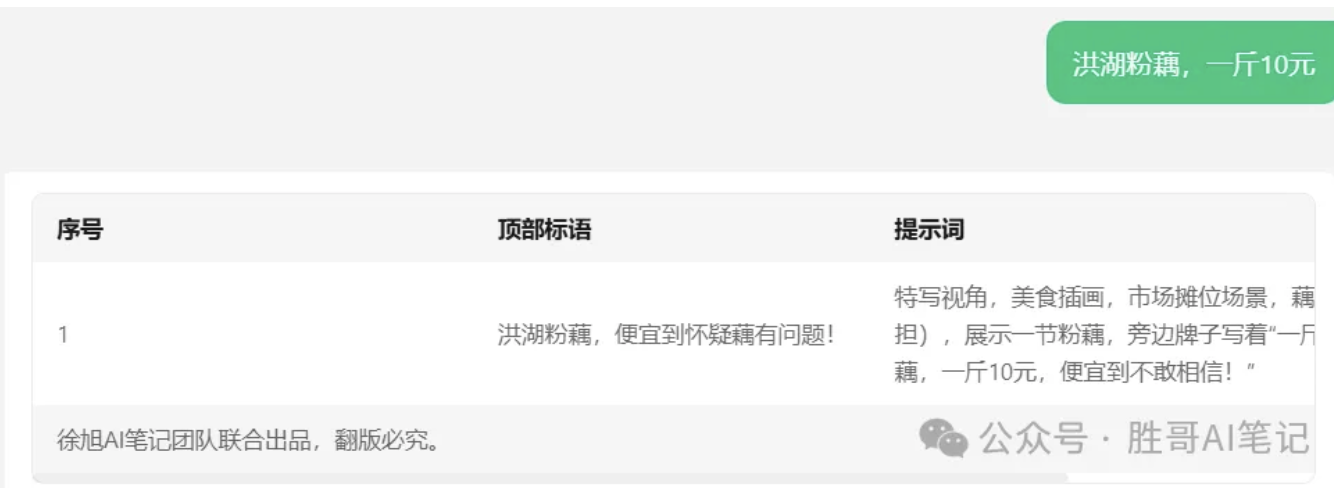 洪湖粉藕，一斤10元
序号 顶部标语 提示词
特写视角，美食插画，市场摊位场景，藕
1 洪湖粉藕，便宜到怀疑藕有问题！ 担），展示一节粉藕，旁边牌子写着“一斤
藕，一斤10元，便宜到不敢相信！”
徐旭AI笔记团队联合出品，翻版必究。
公众号 · 胜哥AI笔记